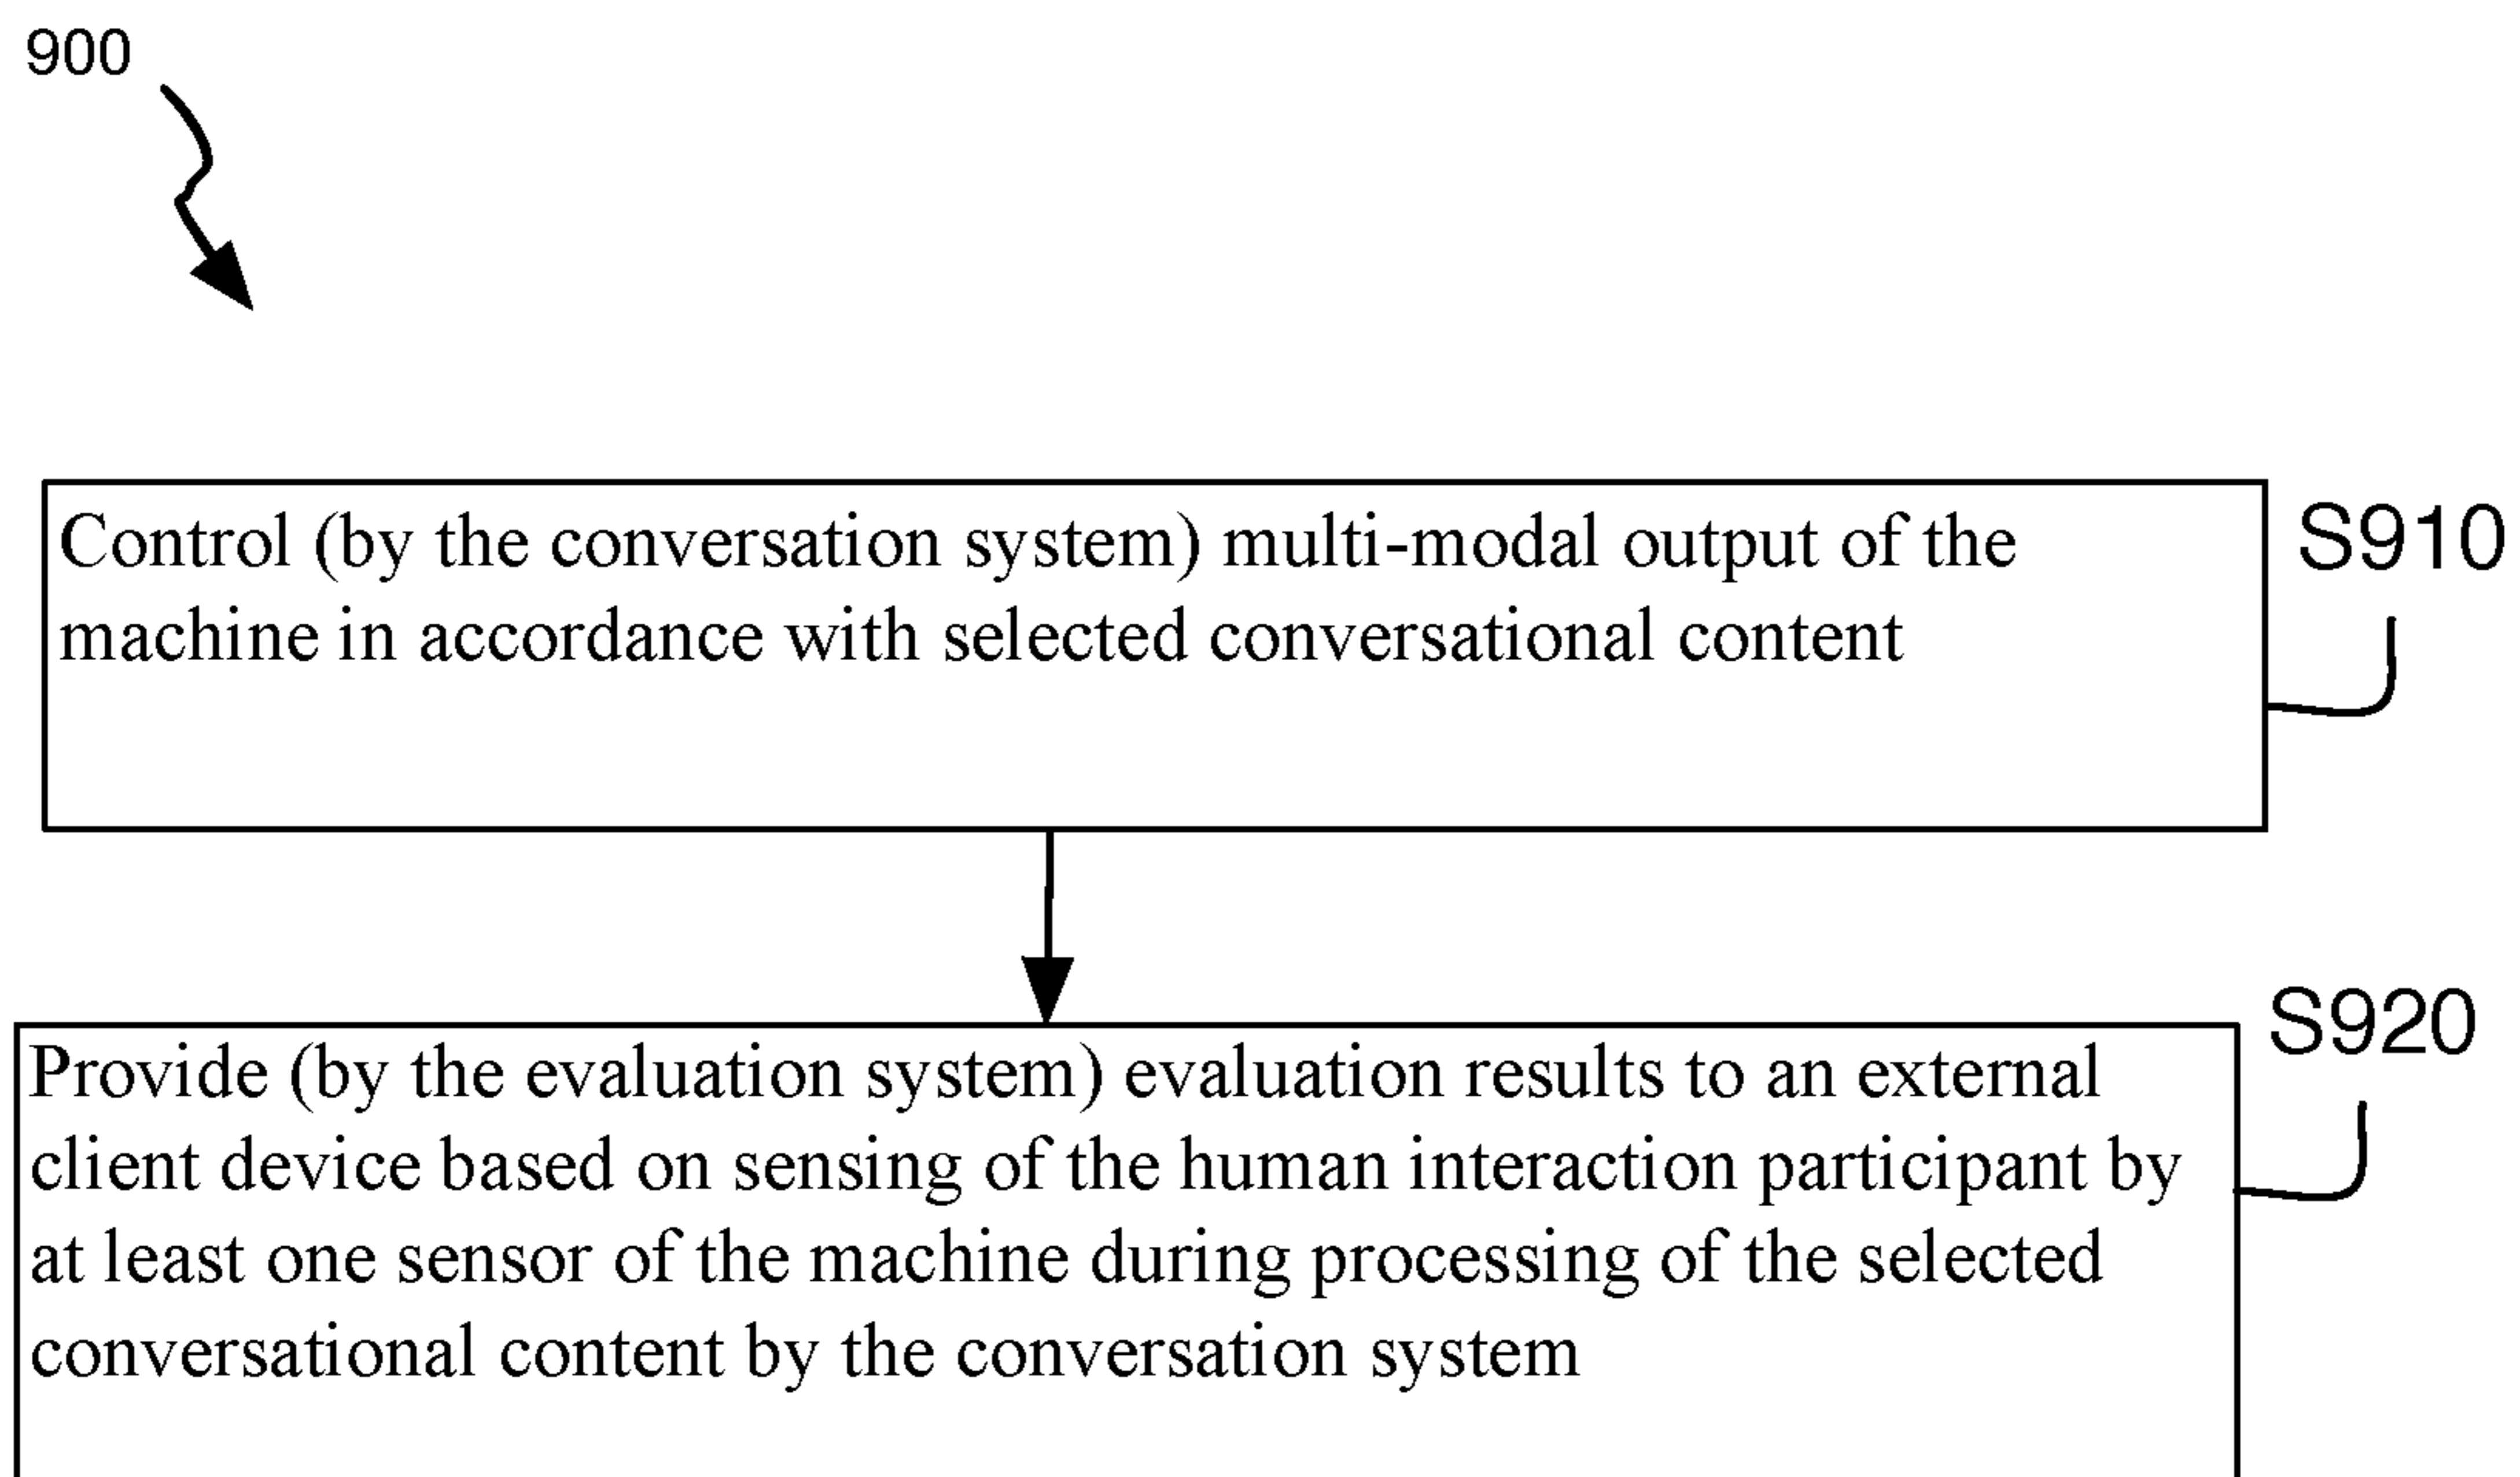 900
Control (by the conversation system) multi-modal output of the
machine in accordance with selected conversational content
S910
Provide (by the evaluation system) evaluation results to an external
client device based on sensing of the human interaction participant by
at least one sensor of the machine during processing of the selected
conversational content by the conversation system
S920